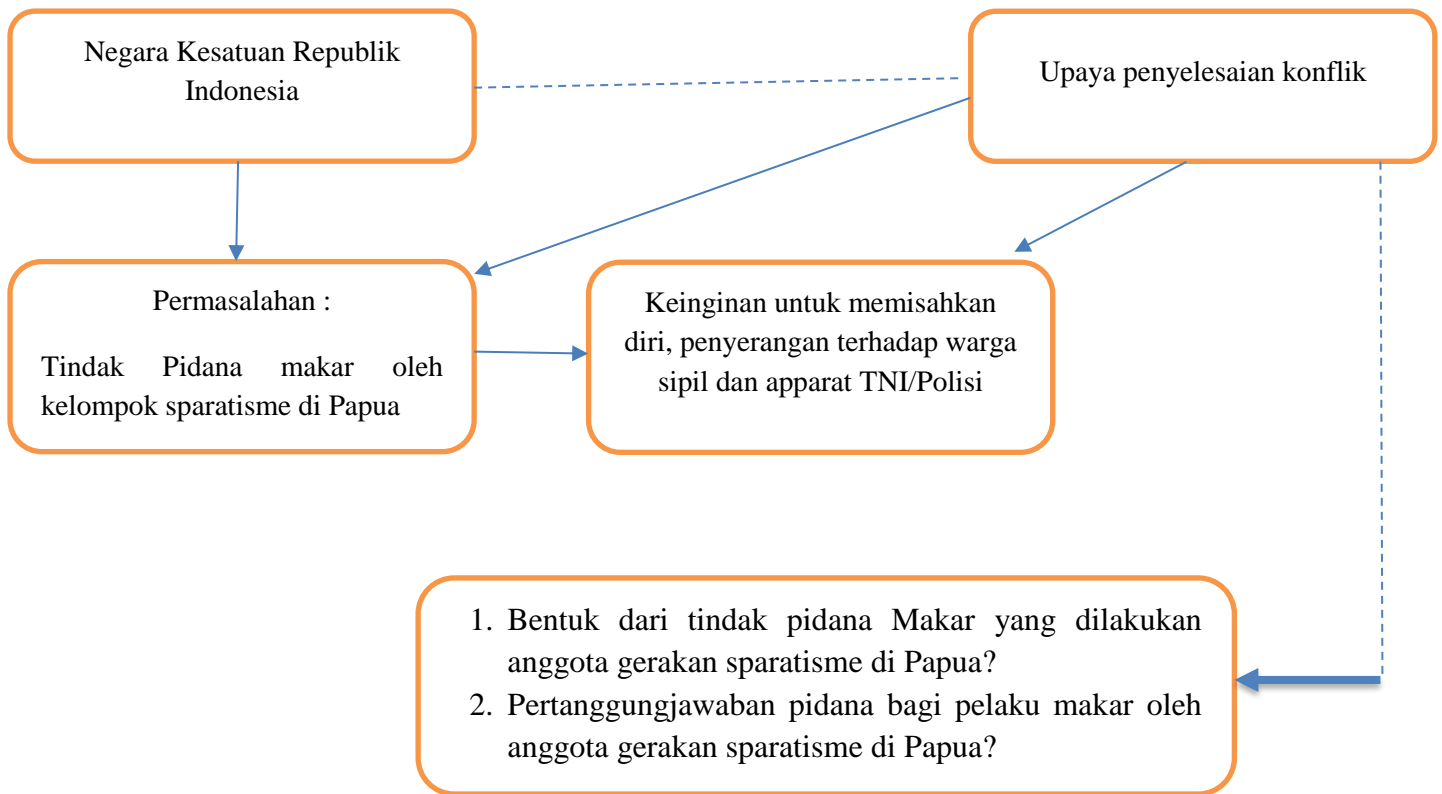 Negara Kesatuan Republik
Indonesia
Upaya penyelesaian konflik
Permasalahan :
Tindak Pidana makar oleh
kelompok sparatisme di Papua
Keinginan untuk memisahkan
diri, penyerangan terhadap warga
sipil dan apparat TNI/Polisi
1. Bentuk dari tindak pidana Makar yang dilakukan
anggota gerakan sparatisme di Papua?
2. Pertanggungjawaban pidana bagi pelaku makar oleh
anggota gerakan sparatisme di Papua?